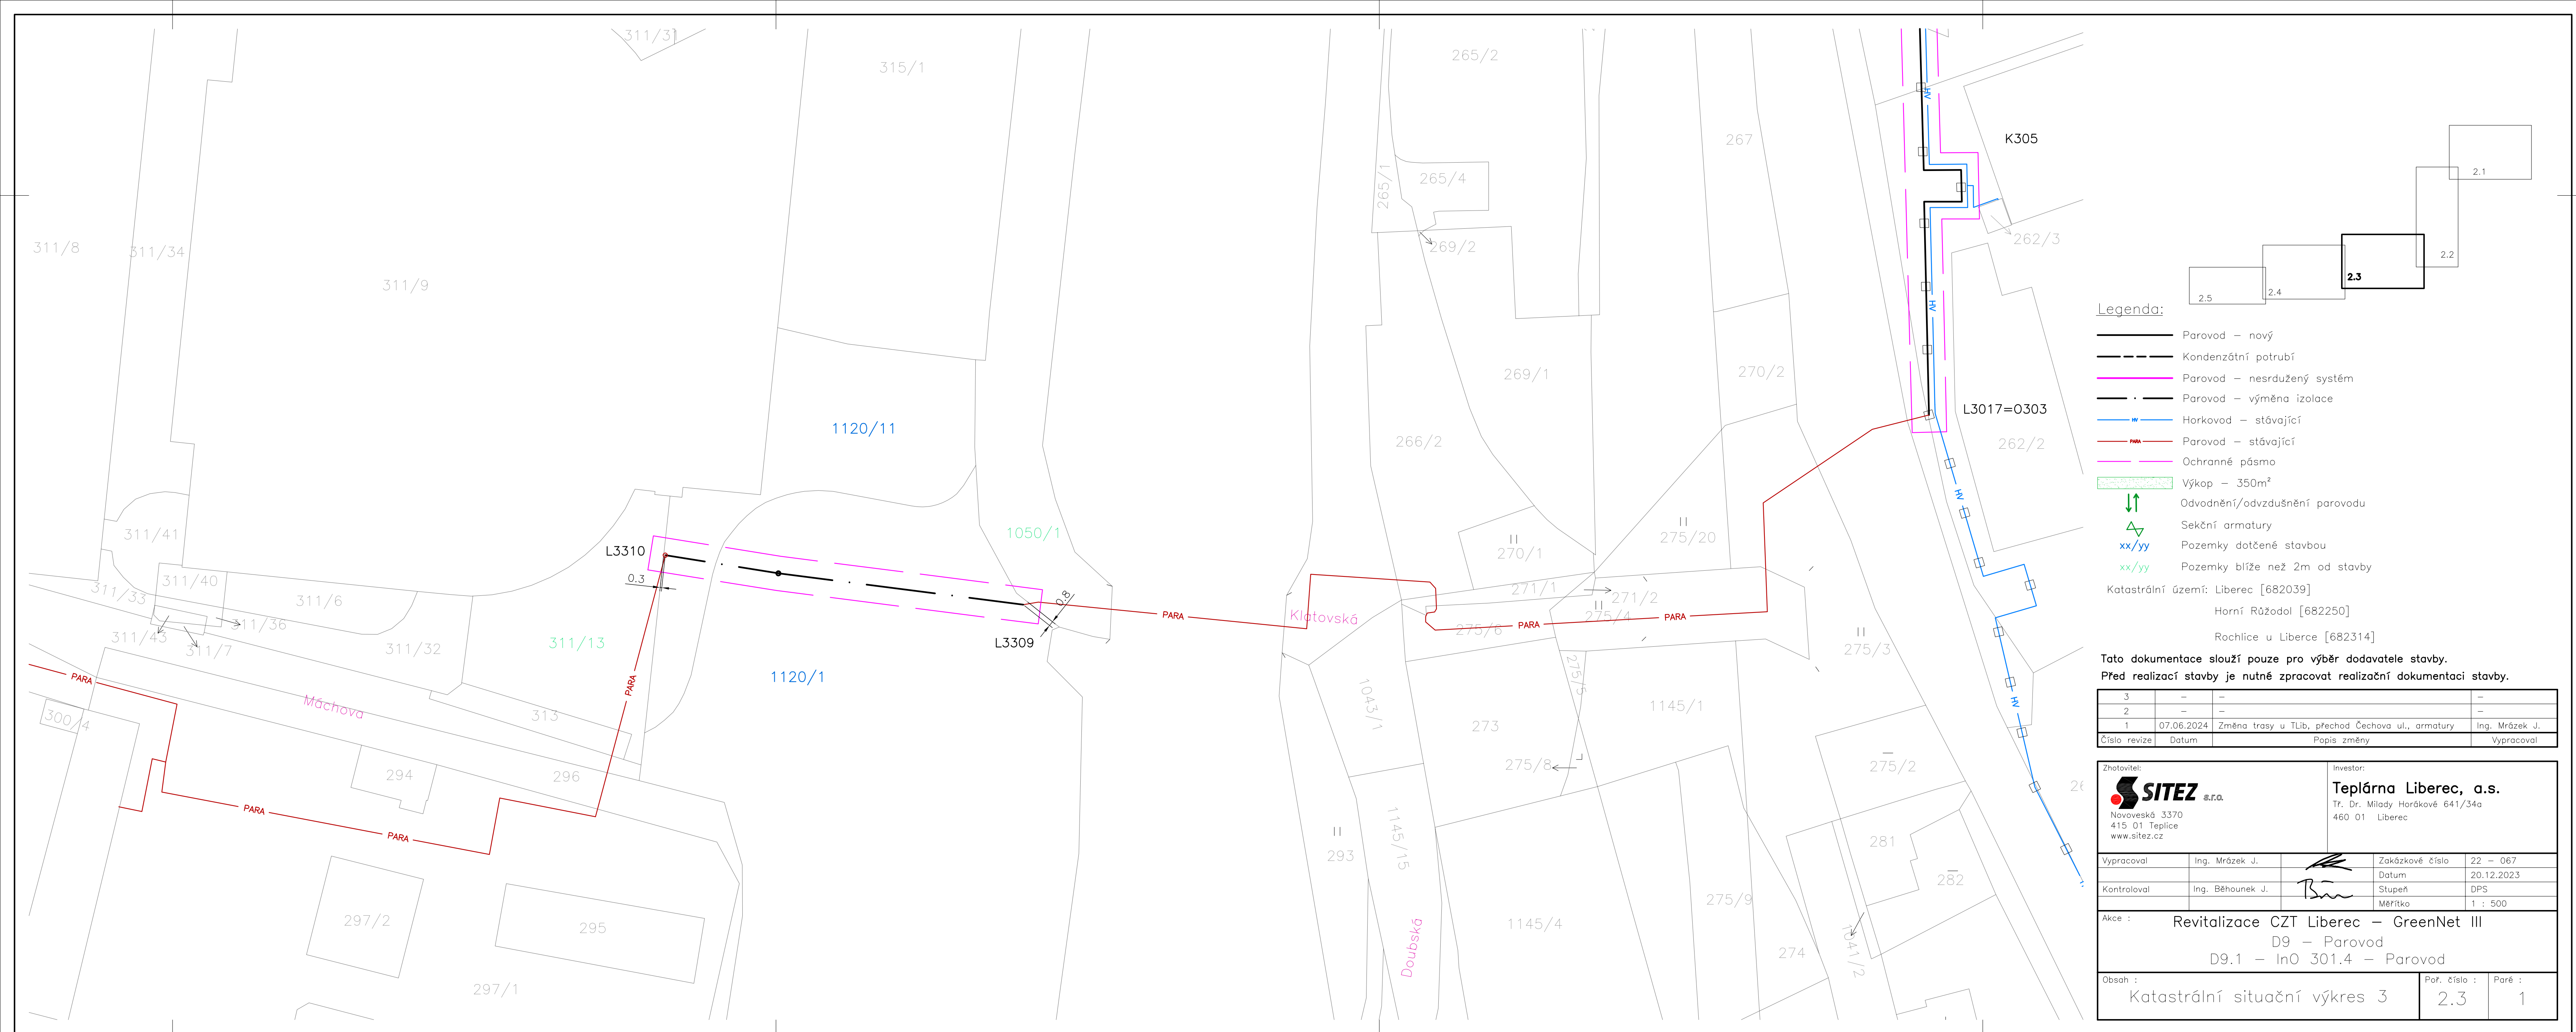 311/31
315/1
265/2
267
K305
2.1
311/8
311/34
311/9
265/1
265/4
269/2
262/3
2.2
2.3
2.4
2.5
HV
HV
1120/11
269/1
270/2
266/2
L3017=O303
262/2
311/41
1050/1
II
270/1
II
275/20
HV
L3310
0.3
311/40
311/33
311/6
311/36
311/43
311/7
311/32
311/13
PARA
0.8
L3309
PARA
Klatovská
271/1
271/2
II
275/4
275/6
PARA
PARA
II
275/3
PARA
1120/1
Máchova
300/4
313
294
296
1043/1
275/5
273
1145/1
275/8
275/2
HV
PARA
PARA
II
293
1145/15
281
282
297/2
295
297/1
Doubská
1145/4
275/9
274
1041/2
Legenda:
Parovod – nový
Kondenzátní potrubí
Parovod – nesrdužený systém
Parovod – výměna izolace
HV Horkovod – stávající
PARA Parovod – stávající
Ochranné pásmo
Výkop – 350m²
Odvodnění/odvzdušnění parovodu
Sekční armatury
xx/yy Pozemky dotčené stavbou
xx/yy Pozemky blíže než 2m od stavby
Katastrální území: Liberec [682039]
Horní Růžodol [682250]
Rochlice u Liberce [682314]
Tato dokumentace slouží pouze pro výběr dodavatele stavby.
Před realizací stavby je nutné zpracovat realizační dokumentaci stavby.
3 – – –
2 – – –
1 07.06.2024 Změna trasy u TLib, přechod Čechova ul., armatury Ing. Mrázek J.
Číslo revize Datum Popis změny Vypracoval
Zhotovitel:
SITEZ s.r.o.
Novoveská 3370
415 01 Teplice
www.sitez.cz
Investor:
Teplárna Liberec, a.s.
Tř. Dr. Milady Horákové 641/34a
460 01 Liberec
Vypracoval Ing. Mrázek J. Zakázkové číslo 22 – 067
Datum 20.12.2023
Kontroloval Ing. Běhounek J. Stupeň DPS
Měřítko 1 : 500
Akce : Revitalizace CZT Liberec – GreenNet III
D9 – Parovod
D9.1 – InO 301.4 – Parovod
Obsah : Poř. číslo : Paré :
Katastrální situační výkres 3 2.3 1